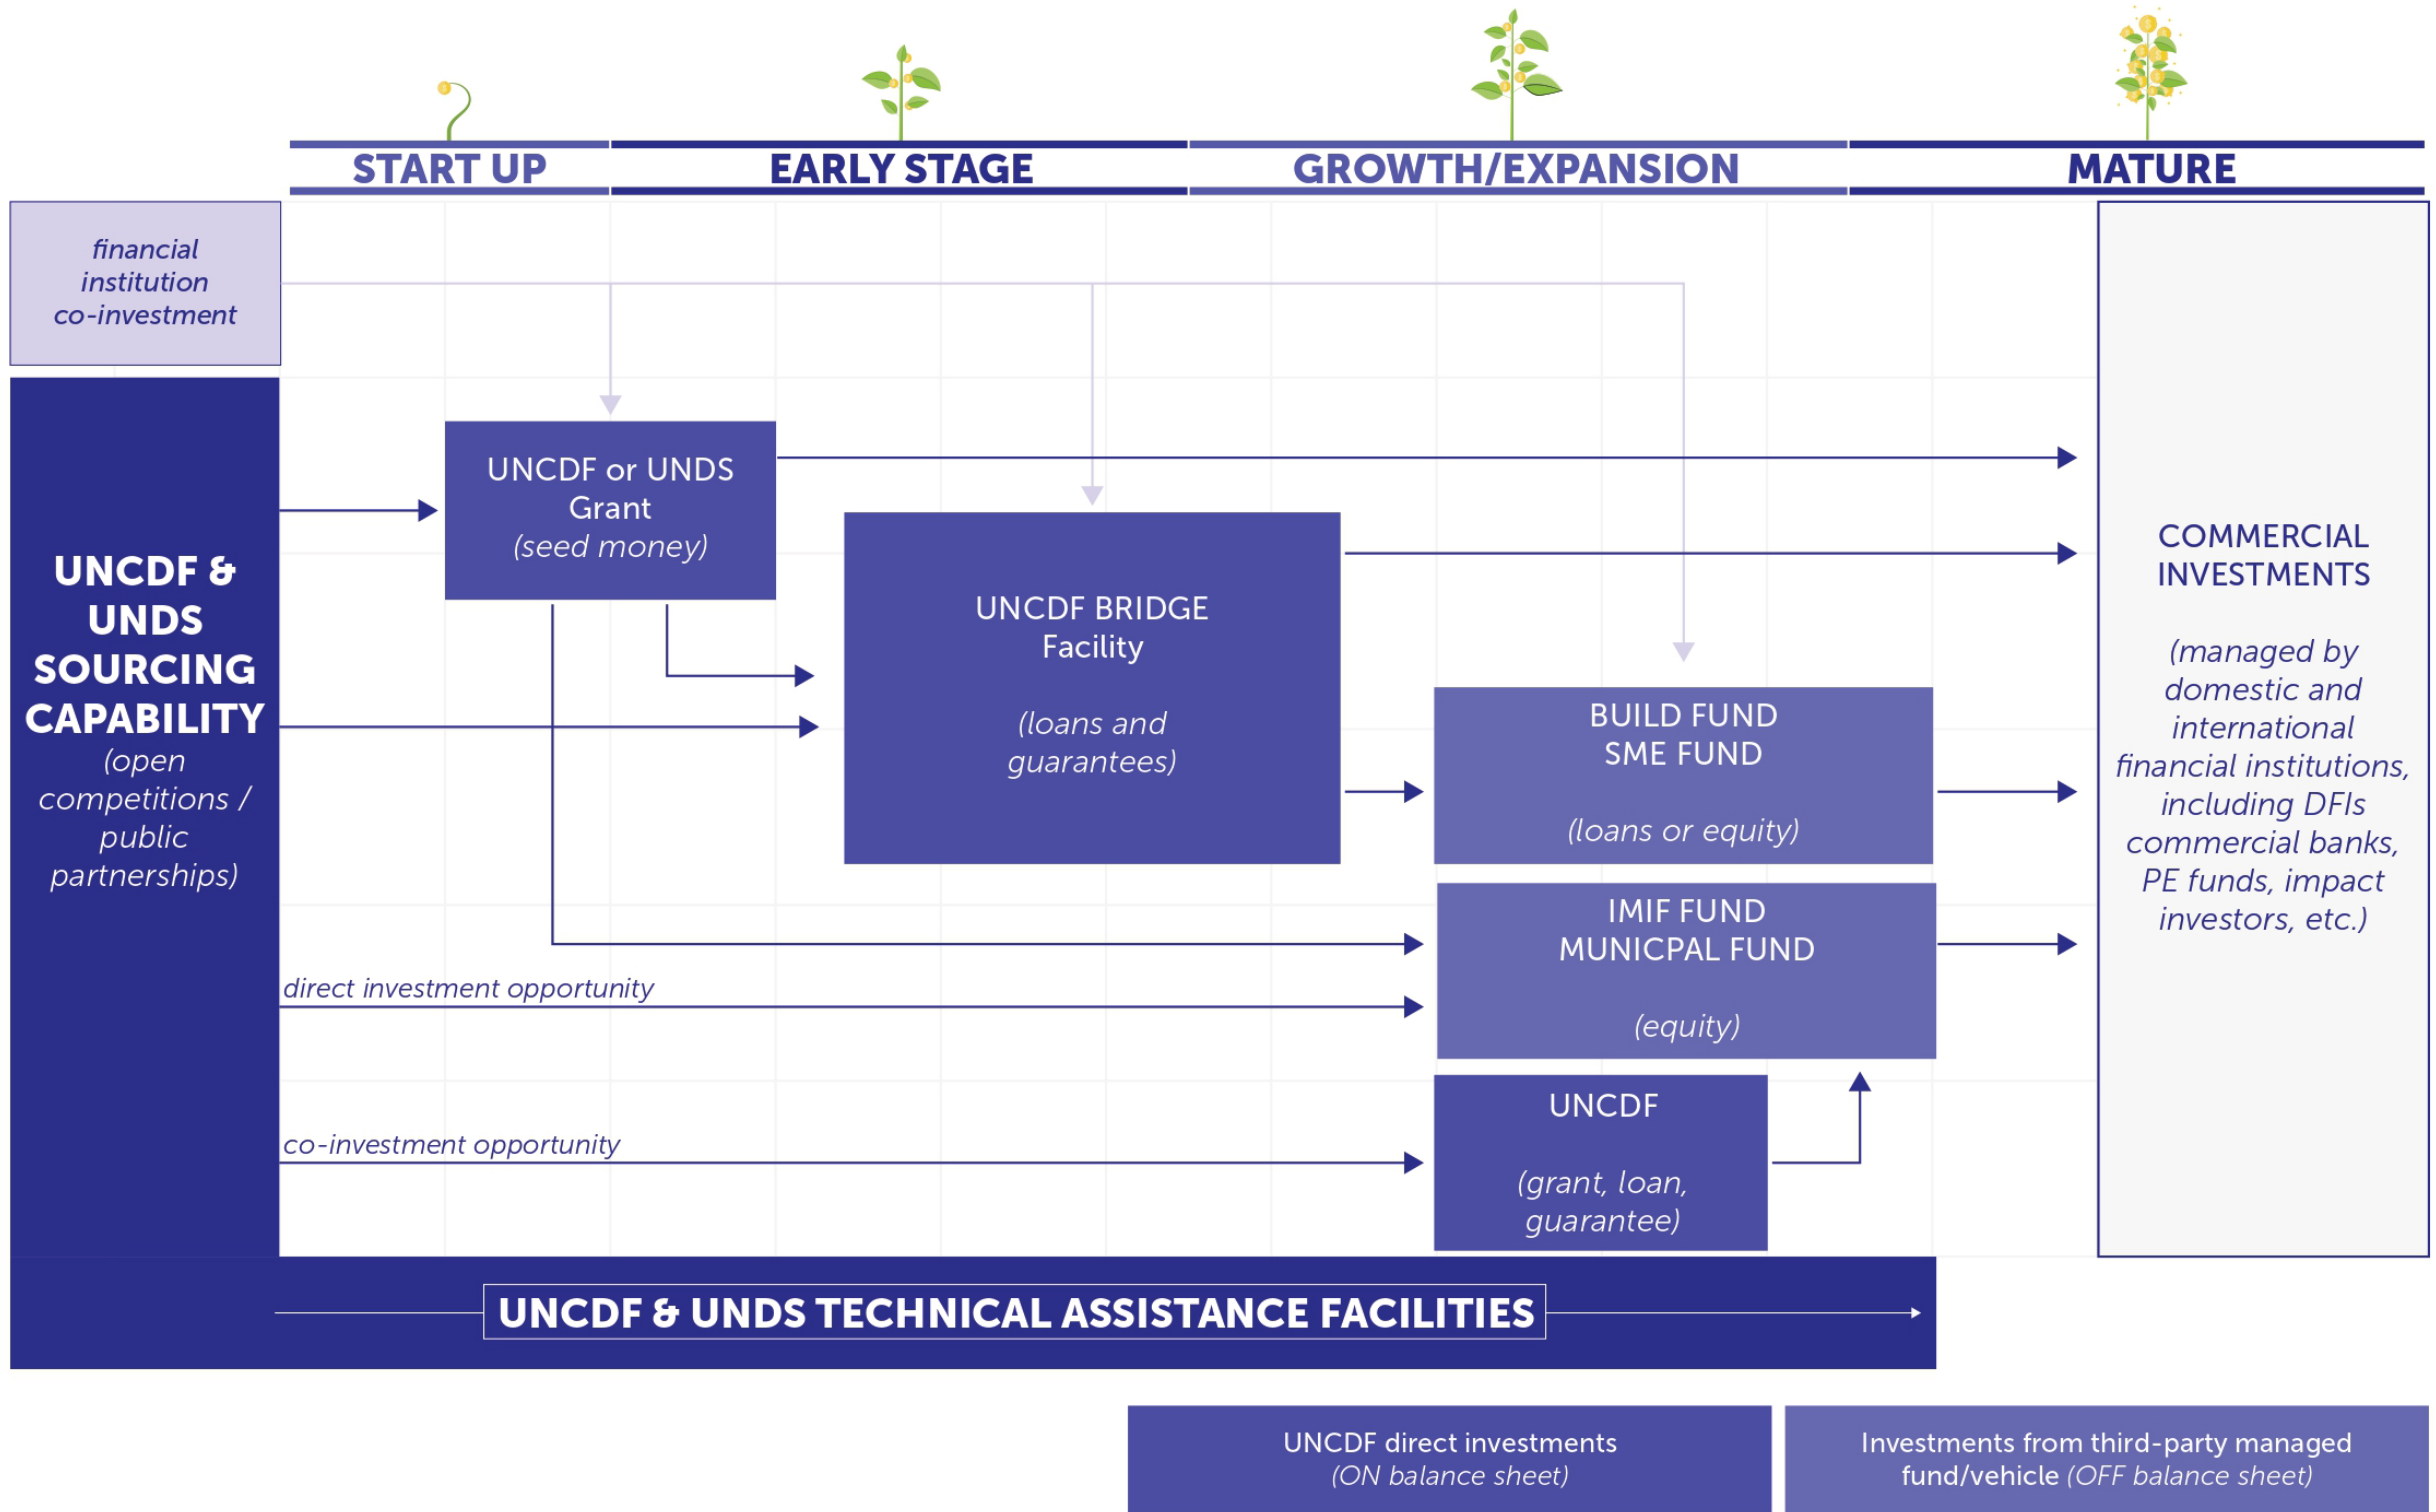 START UP
EARLY STAGE
GROWTH/EXPANSION
MATURE
financial
institution
co-investment
UNCDF &
UNDS
SOURCING
CAPABILITY
(open
competitions /
public
partnerships)
UNCDF or UNDS
Grant
(seed money)
UNCDF BRIDGE
Facility
(loans and
guarantees)
BUILD FUND
SME FUND
(loans or equity)
IMIF FUND
MUNICPAL FUND
(equity)
direct investment opportunity
co-investment opportunity
UNCDF
(grant, loan,
guarantee)
COMMERCIAL
INVESTMENTS
(managed by
domestic and
international
financial institutions,
including DFIs
commercial banks,
PE funds, impact
investors, etc.)
UNCDF & UNDS TECHNICAL ASSISTANCE FACILITIES
UNCDF direct investments
(ON balance sheet)
Investments from third-party managed
fund/vehicle (OFF balance sheet)